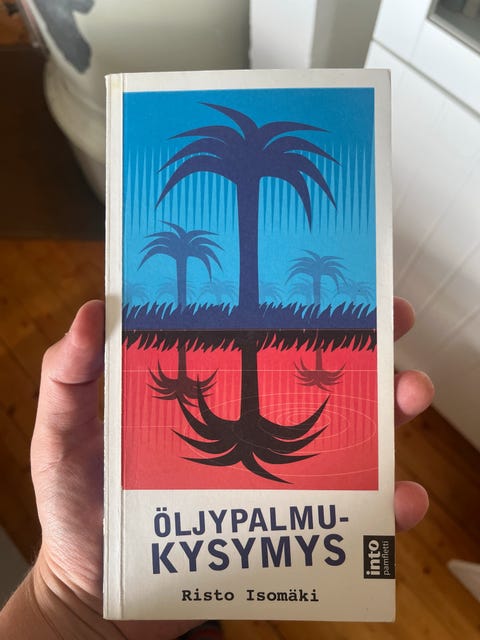 ÖLJYPALMU-
KYSYMYS
into
pamfletti
Risto Isomäki